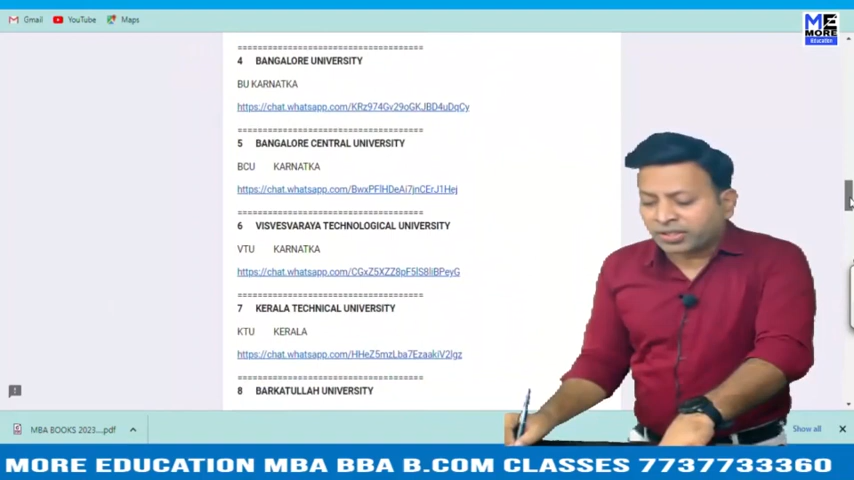 Gmail YouTube Maps
ME
MORE
Education
====================================
4 BANGALORE UNIVERSITY
BU KARNATKA
https://chat.whatsapp.com/KRz974Gv29oGKJBD4uDqCy
====================================
5 BANGALORE CENTRAL UNIVERSITY
BCU KARNATKA
https://chat.whatsapp.com/BwxPFlHDeAi7jnCErJ1Hej
====================================
6 VISVESVARAYA TECHNOLOGICAL UNIVERSITY
VTU KARNATKA
https://chat.whatsapp.com/CGxZ5XZZ8pF5lS8liBPeyG
====================================
7 KERALA TECHNICAL UNIVERSITY
KTU KERALA
https://chat.whatsapp.com/HHeZ5mzLba7EzaakiV2lgz
====================================
8 BARKATULLAH UNIVERSITY
MBA BOOKS 2023....pdf
Show all
MORE EDUCATION MBA BBA B.COM CLASSES 7737733360